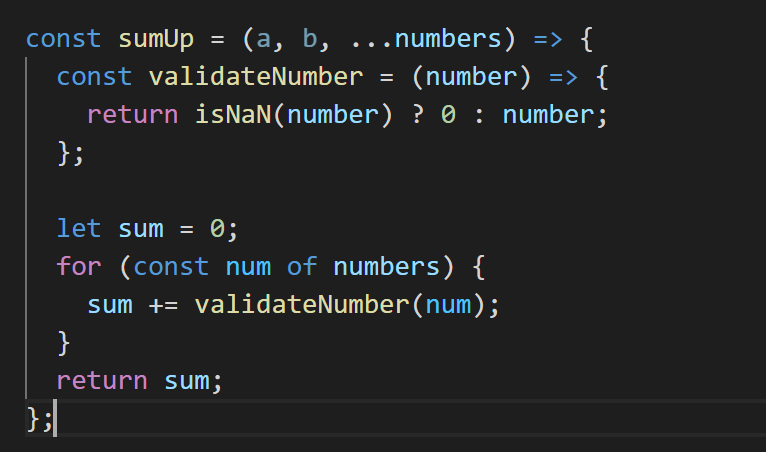 const sumUp = (a, b, ...numbers) => {
  const validateNumber = (number) => {
    return isNaN(number) ? 0 : number;
  };

  let sum = 0;
  for (const num of numbers) {
    sum += validateNumber(num);
  }
  return sum;
};